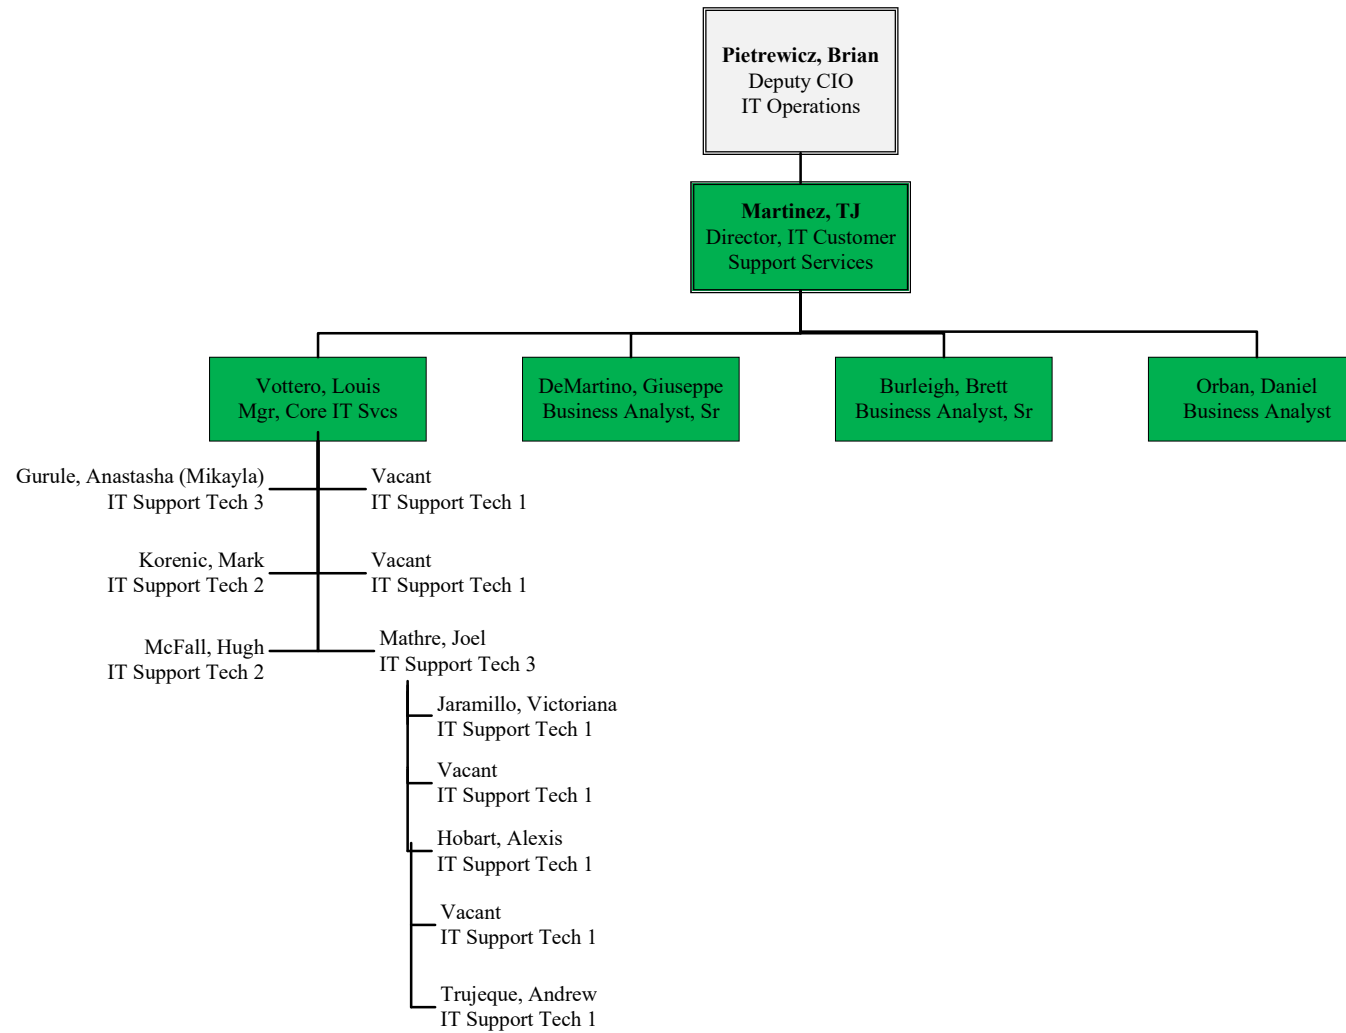 Pietrewicz, Brian
Deputy CIO
IT Operations
Martinez, TJ
Director, IT Customer
Support Services
Vottero, Louis
Mgr, Core IT Svcs
DeMartino, Giuseppe
Business Analyst, Sr
Burleigh, Brett
Business Analyst, Sr
Orban, Daniel
Business Analyst
Gurule, Anastasha (Mikayla)
IT Support Tech 3
Vacant
IT Support Tech 1
Korenic, Mark
IT Support Tech 2
Vacant
IT Support Tech 1
McFall, Hugh
IT Support Tech 2
Mathre, Joel
IT Support Tech 3
Jaramillo, Victoriana
IT Support Tech 1
Vacant
IT Support Tech 1
Hobart, Alexis
IT Support Tech 1
Vacant
IT Support Tech 1
Trujeque, Andrew
IT Support Tech 1